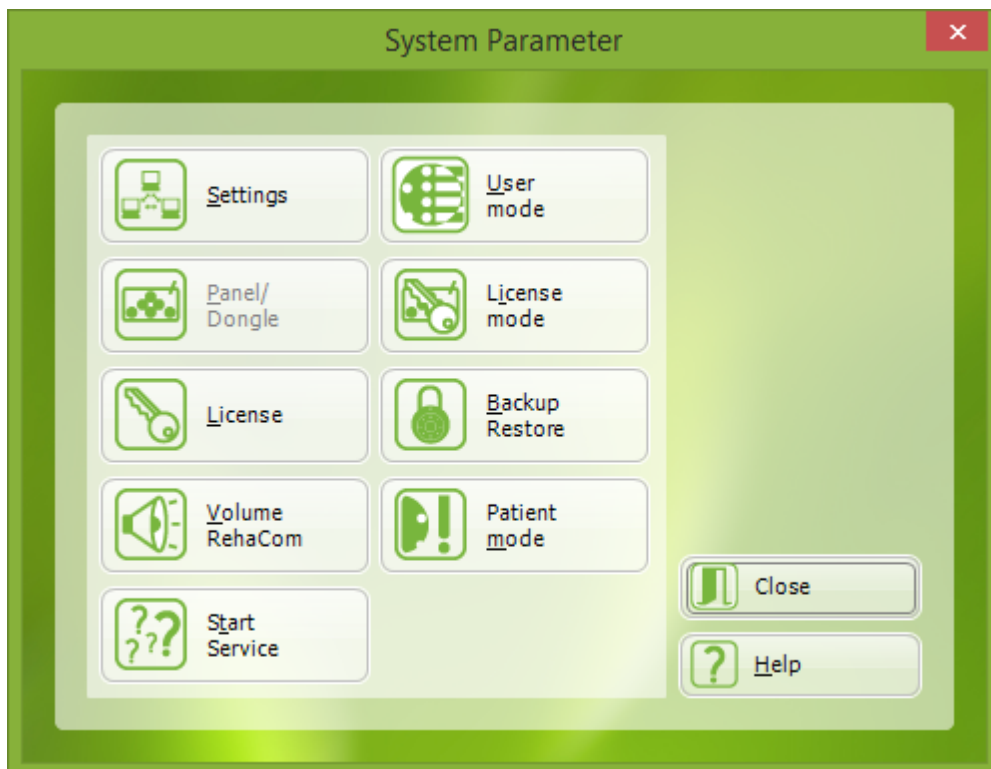 System Parameter
Settings
User
mode
Panel/
Dongle
License
mode
License
Backup
Restore
Volume
RehaCom
Patient
mode
Start
Service
Close
Help